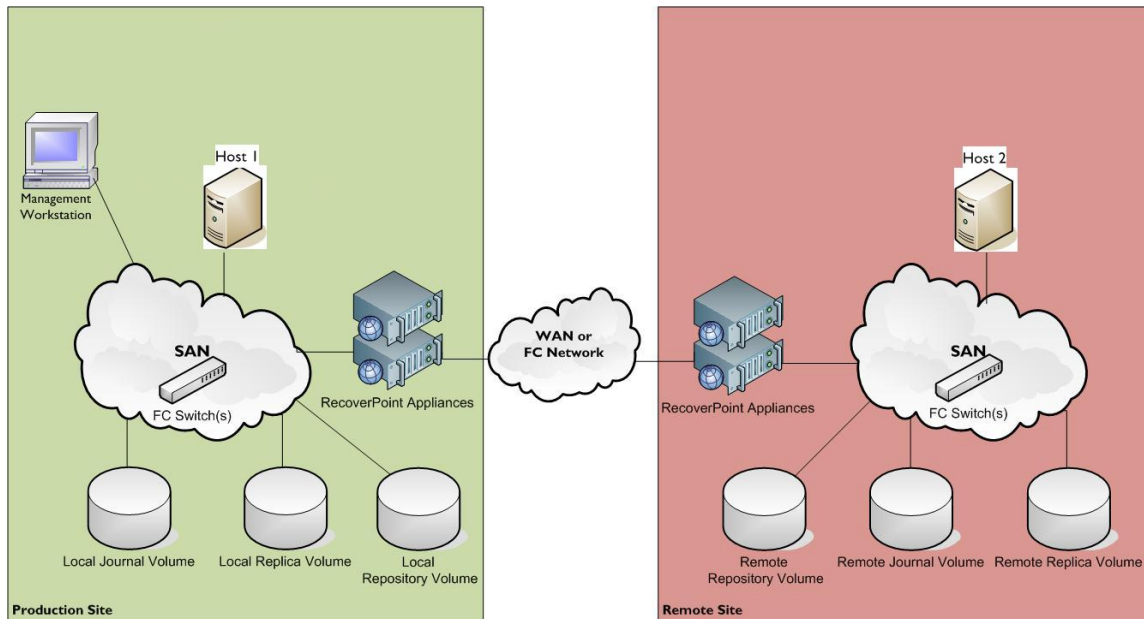 Host 1
Management
Workstation
SAN
FC Switch(s)
RecoverPoint Appliances
Local Journal Volume
Local Replica Volume
Local
Repository Volume
Production Site
WAN or
FC Network
Host 2
RecoverPoint Appliances
SAN
FC Switch(s)
Remote
Repository Volume
Remote Journal Volume
Remote Replica Volume
Remote Site